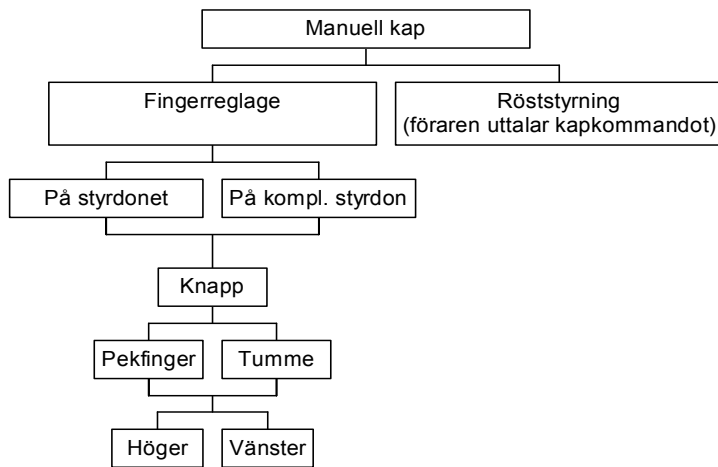 Manuell kap
Fingerreglage
Röststyrning
(föraren uttalar kapkommandot)
På styrdonet
På kompl. styrdon
Knapp
Pekfinger
Tumme
Höger
Vänster